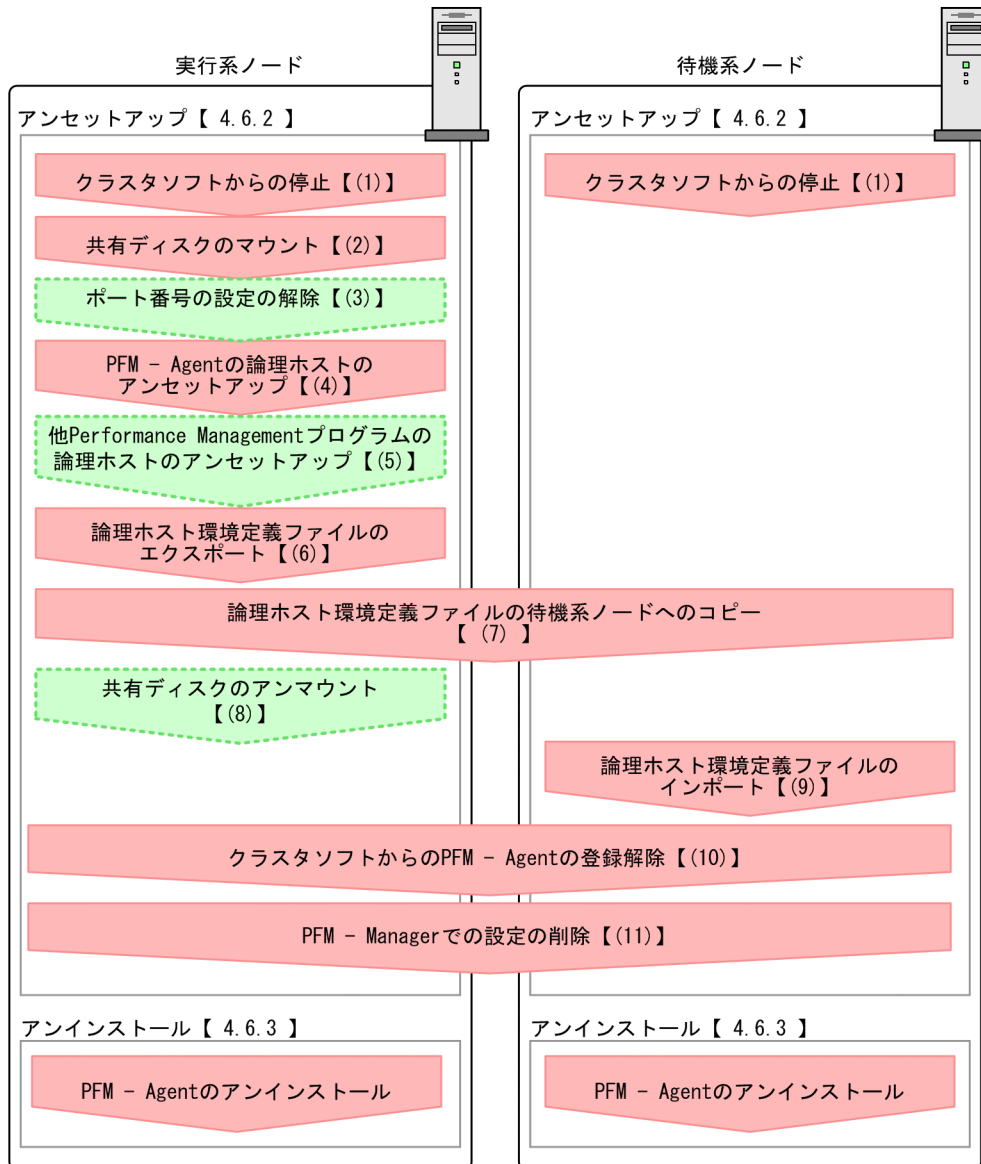 実行系ノード
待機系ノード
アンセットアップ【 4.6.2 】
アンセットアップ【 4.6.2 】
クラスタソフトからの停止【(1)】
クラスタソフトからの停止【(1)】
共有ディスクのマウント【(2)】
ポート番号の設定の解除【(3)】
PFM - Agentの論理ホストの
アンセットアップ【(4)】
他Performance Managementプログラムの
論理ホストのアンセットアップ【(5)】
論理ホスト環境定義ファイルの
エクスポート【(6)】
論理ホスト環境定義ファイルの待機系ノードへのコピー
【 (7) 】
共有ディスクのアンマウント
【(8)】
論理ホスト環境定義ファイルの
インポート【(9)】
クラスタソフトからのPFM - Agentの登録解除【(10)】
PFM - Managerでの設定の削除【(11)】
アンインストール【 4.6.3 】
アンインストール【 4.6.3 】
PFM - Agentのアンインストール
PFM - Agentのアンインストール